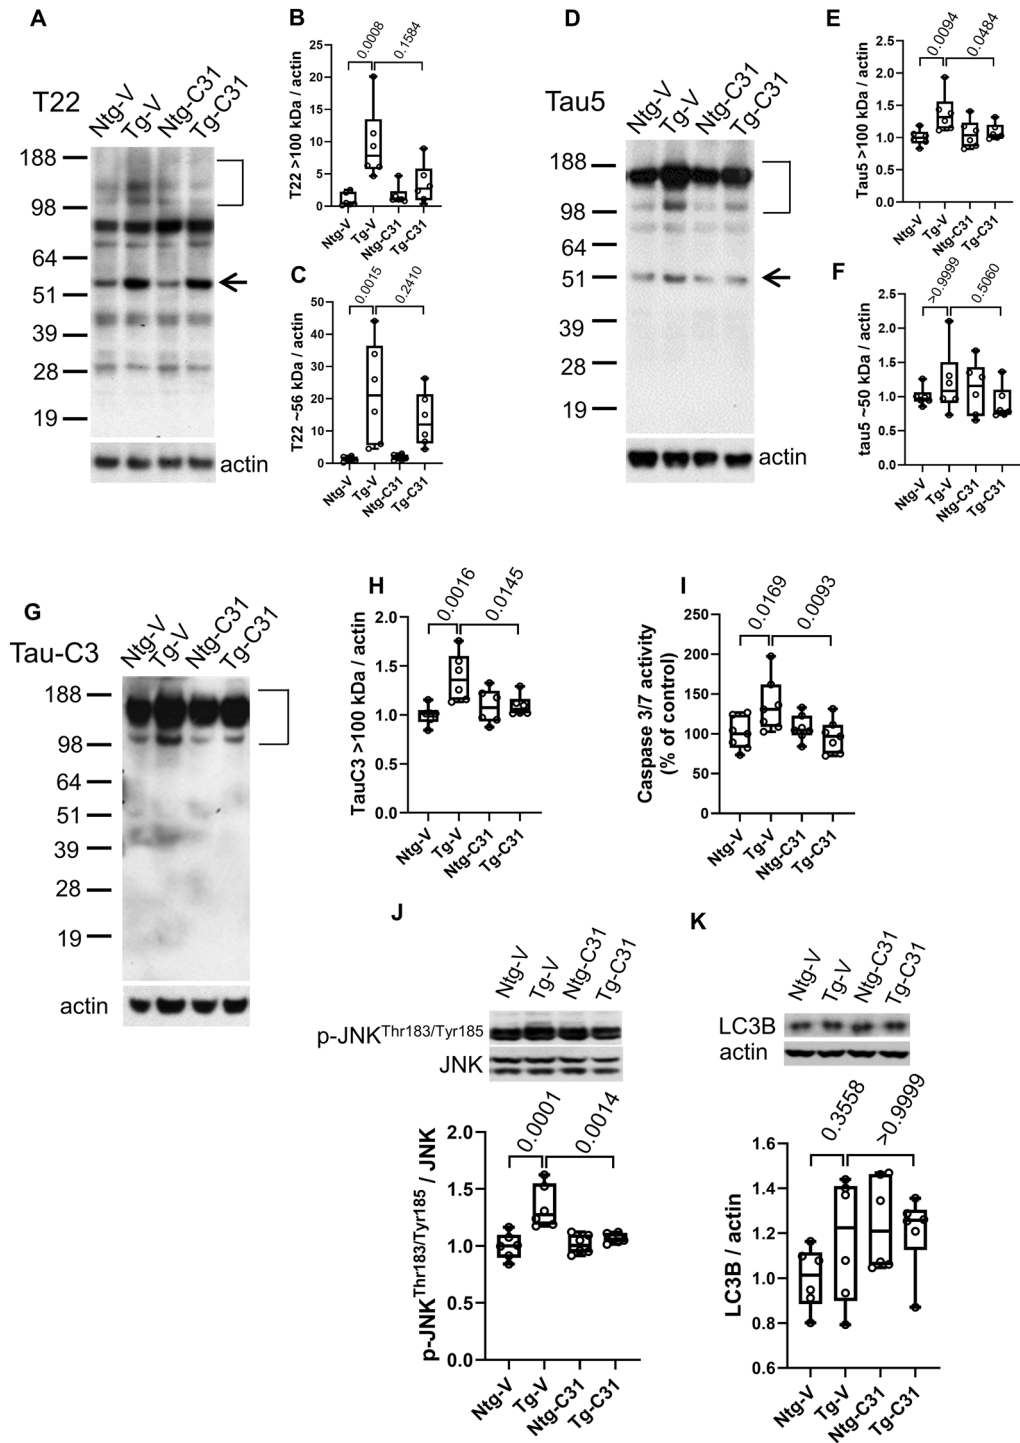 A
T22
Ntg-V
Tg-V
Ntg-C31
Tg-C31
188
98
64
51
39
28
19
actin
B
T22 >100 kDa / actin
25
20
15
10
5
0
0.0008
0.1584
Ntg-V
Tg-V
Ntg-C31
Tg-C31
C
T22 ~56 kDa / actin
50
40
30
20
10
0
0.0015
0.2410
Ntg-V
Tg-V
Ntg-C31
Tg-C31
D
Tau5
Ntg-V
Tg-V
Ntg-C31
Tg-C31
188
98
64
51
39
28
19
actin
E
Tau5 >100 kDa / actin
2.5
2.0
1.5
1.0
0.5
0.0
0.0094
0.0484
Ntg-V
Tg-V
Ntg-C31
Tg-C31
F
tau5 ~50 kDa / actin
2.5
2.0
1.5
1.0
0.5
0.0
>0.9999
0.5060
Ntg-V
Tg-V
Ntg-C31
Tg-C31
G
Tau-C3
Ntg-V
Tg-V
Ntg-C31
Tg-C31
188
98
64
51
39
28
19
actin
H
TauC3 >100 kDa / actin
2.0
1.5
1.0
0.5
0.0
0.0016
0.0145
Ntg-V
Tg-V
Ntg-C31
Tg-C31
I
Caspase 3/7 activity
(% of control)
250
200
150
100
50
0
0.0169
0.0093
Ntg-V
Tg-V
Ntg-C31
Tg-C31
J
Ntg-V
Tg-V
Ntg-C31
Tg-C31
p-JNKThr183/Tyr185
JNK
p-JNKThr183/Tyr185 / JNK
2.0
1.5
1.0
0.5
0.0
0.0001
0.0014
Ntg-V
Tg-V
Ntg-C31
Tg-C31
K
Ntg-V
Tg-V
Ntg-C31
Tg-C31
LC3B
actin
LC3B / actin
1.6
1.4
1.2
1.0
0.8
0.6
0.3558
>0.9999
Ntg-V
Tg-V
Ntg-C31
Tg-C31